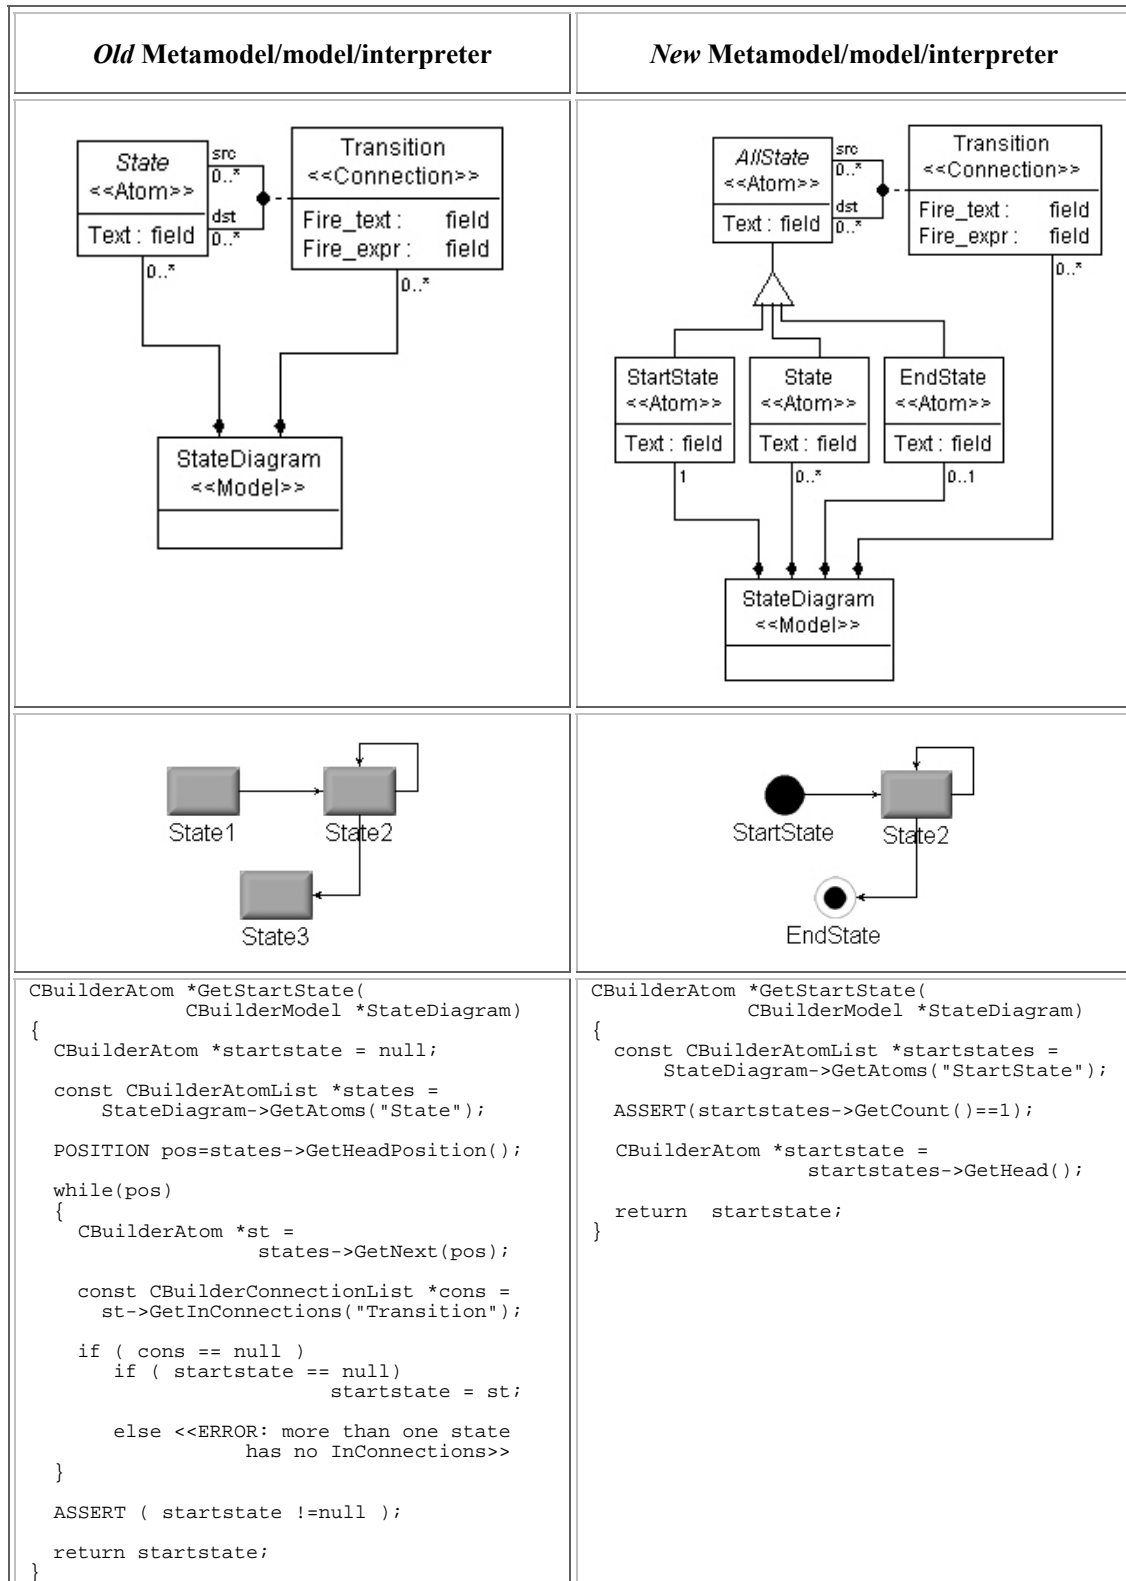 Old Metamodel/model/interpreter
New Metamodel/model/interpreter
State
<<Atom>>
Text : field
src
0..*
dst
0..*
0..*
Transition
<<Connection>>
Fire_text : field
Fire_expr : field
0..*
StateDiagram
<<Model>>
AllState
<<Atom>>
Text : field
src
0..*
dst
0..*
Transition
<<Connection>>
Fire_text : field
Fire_expr : field
0..*
StartState
<<Atom>>
Text : field
1
State
<<Atom>>
Text : field
0..*
EndState
<<Atom>>
Text : field
0..1
StateDiagram
<<Model>>
State1
State2
State3
StartState
State2
EndState
CBuilderAtom *GetStartState(
CBuilderModel *StateDiagram)
{
CBuilderAtom *startstate = null;
const CBuilderAtomList *states =
StateDiagram->GetAtoms("State");
POSITION pos=states->GetHeadPosition();
while(pos)
{
CBuilderAtom *st =
states->GetNext(pos);
const CBuilderConnectionList *cons =
st->GetInConnections("Transition");
if ( cons == null )
if ( startstate == null)
startstate = st;
else <<ERROR: more than one state
has no InConnections>>
}
ASSERT ( startstate !=null );
return startstate;
}
CBuilderAtom *GetStartState(
CBuilderModel *StateDiagram)
{
const CBuilderAtomList *startstates =
StateDiagram->GetAtoms("StartState");
ASSERT(startstates->GetCount()==1);
CBuilderAtom *startstate =
startstates->GetHead();
return  startstate;
}